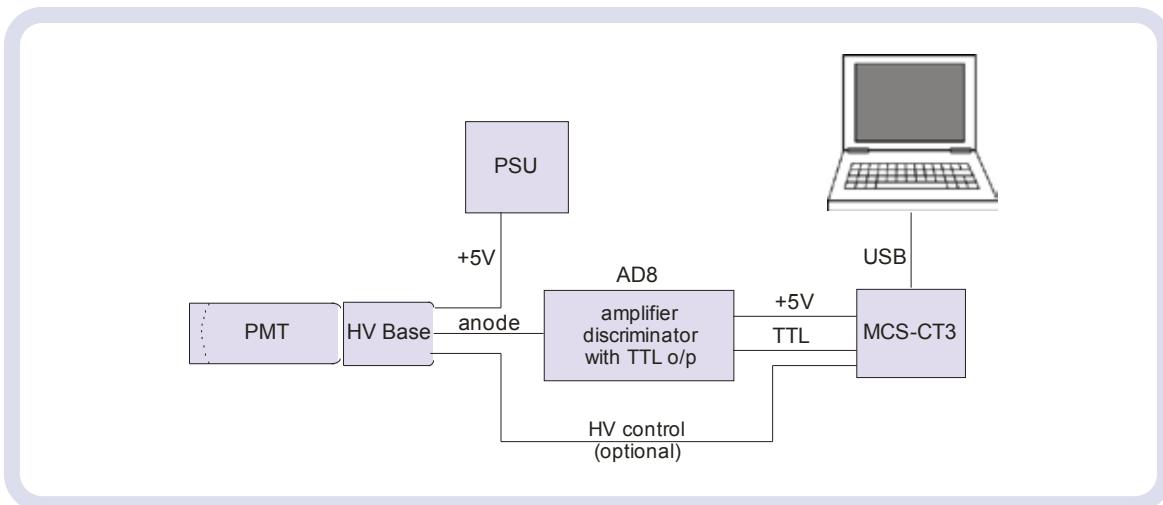 PSU
+5V
USB
AD8
PMT
HV Base
anode
amplifier
discriminator
with TTL o/p
+5V
TTL
MCS-CT3
HV control
(optional)